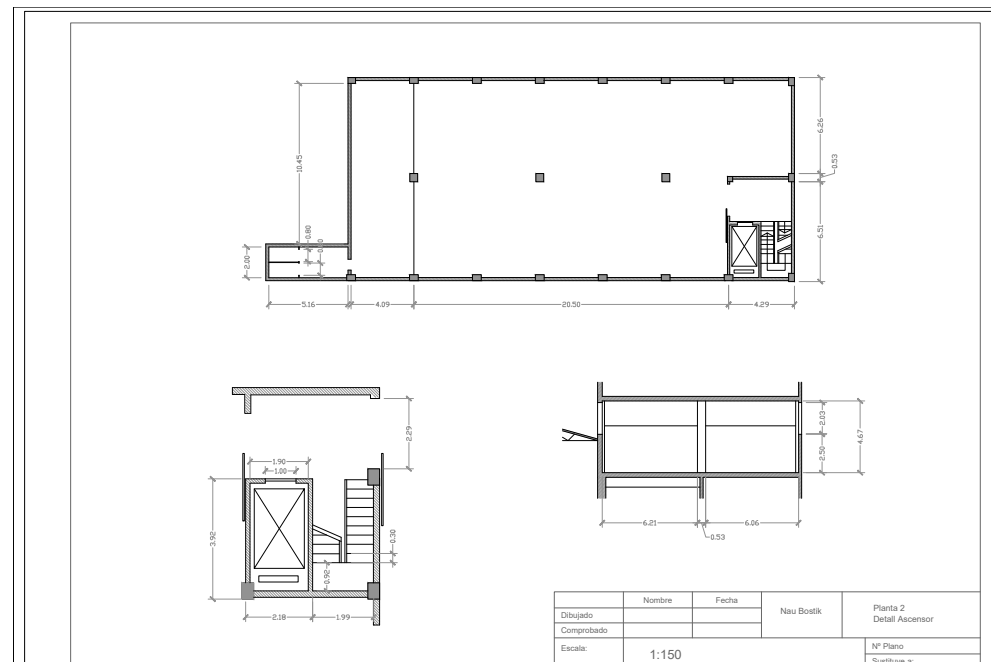 10.45
6.26
0.53
6.51
0.80
2.00
5.16
4.09
20.50
4.29
2.29
1.90
1.00
3.92
0.30
0.92
2.18
1.99
2.03
4.67
2.50
6.21
6.06
0.53
Nombre
Fecha
Nau Bostik
Planta 2
Detall Ascensor
Dibujado
Comprobado
Escala:
1:150
Nº Plano
Sustituye a: